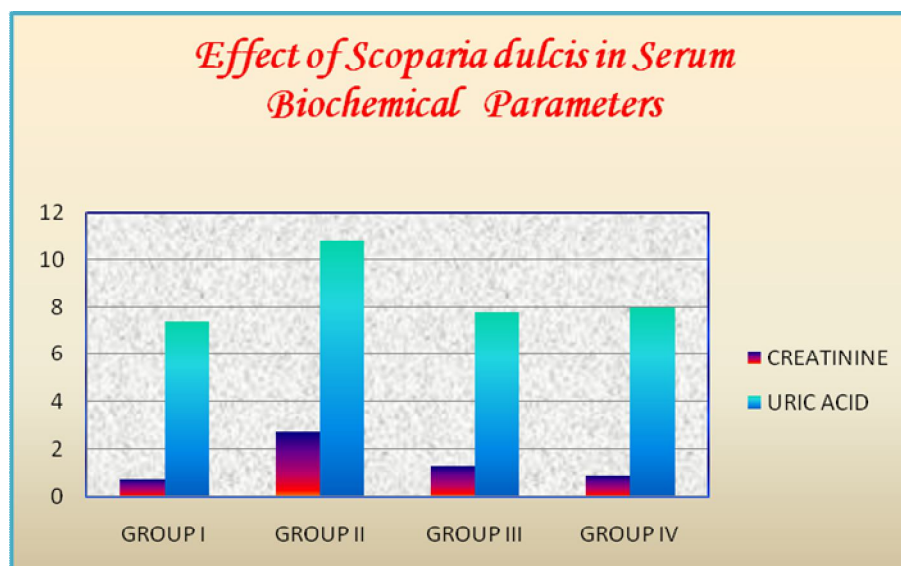 Effect of Scoparia dulcis in Serum
Biochemical Parameters
12
10
8
6
4
2
0
GROUP I GROUP II GROUP III GROUP IV
CREATININE
URIC ACID